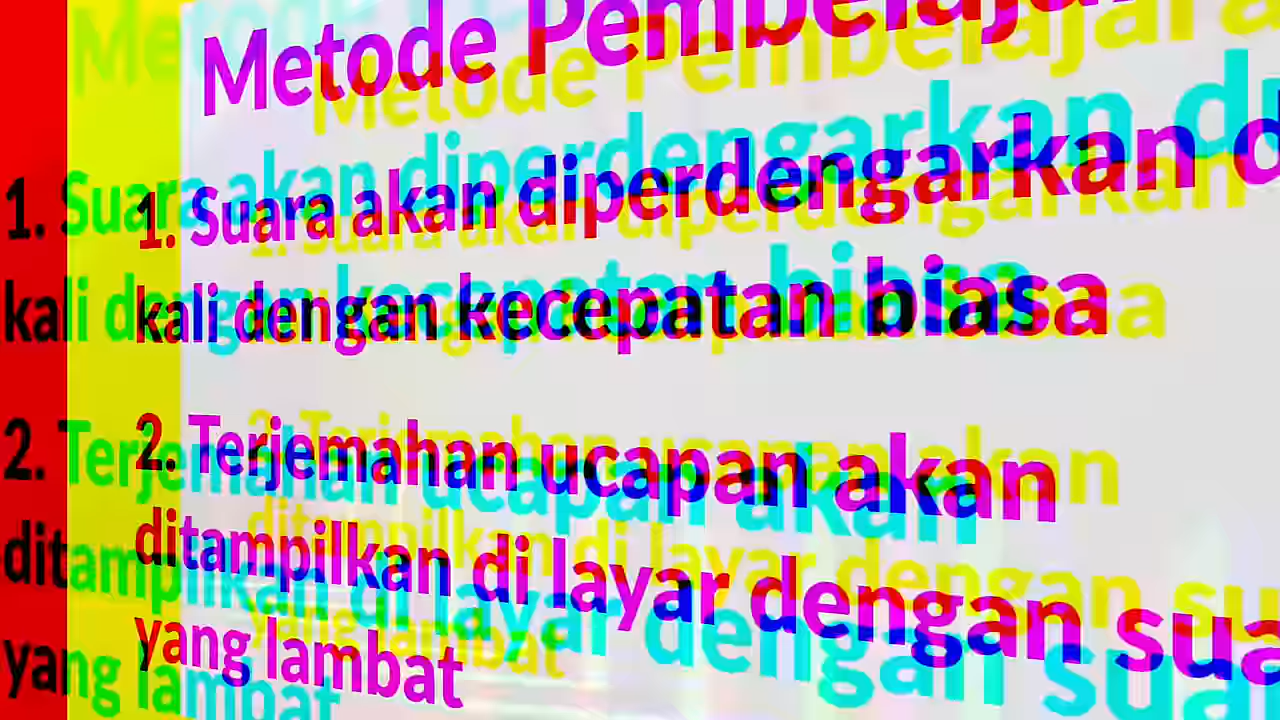 Metode
1. Suara akan diperdengarkan
kali dengan kecepatan biasa
2. Terjemahan ucapan akan
ditampilkan di layar dengan
yang lambat